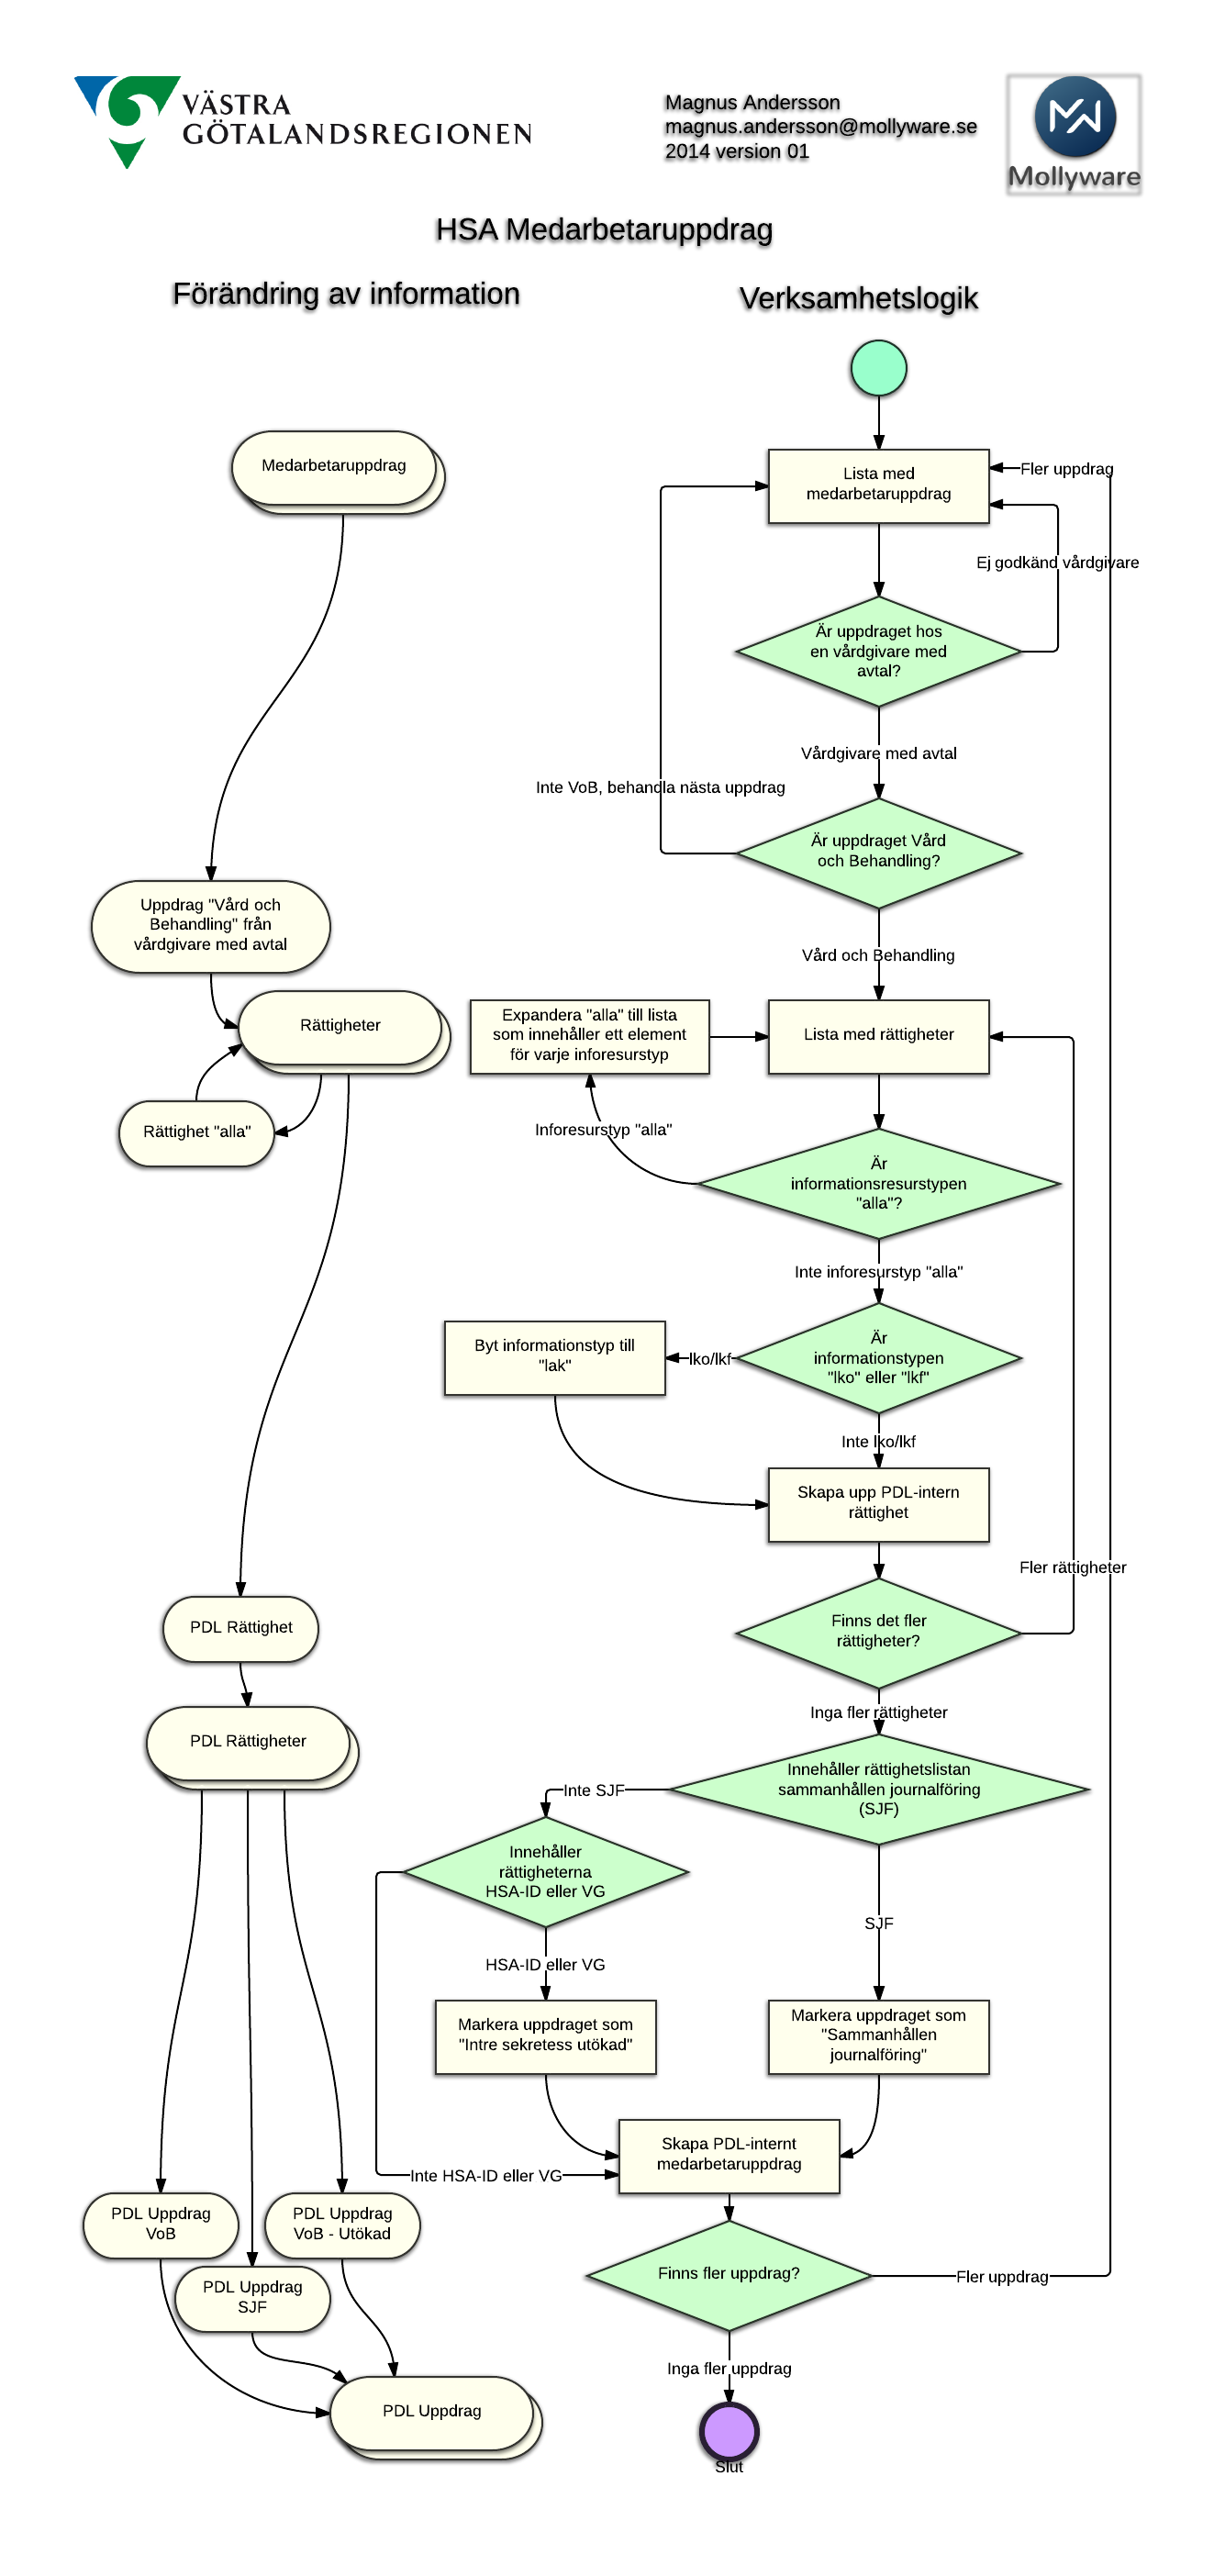 VÄSTRA
GÖTALANDSREGIONEN
Magnus Andersson
magnus.andersson@mollyware.se
2014 version 01
Mollyware
HSA Medarbetaruppdrag
Förändring av information
Verksamhetslogik
Medarbetaruppdrag
Lista med
medarbetaruppdrag
Fler uppdrag
Ej godkänd vårdgivare
Är uppdraget hos
en vårdgivare med
avtal?
Vårdgivare med avtal
Inte VoB, behandla nästa uppdrag
Är uppdraget Vård
och Behandling?
Uppdrag "Vård och
Behandling" från
vårdgivare med avtal
Vård och Behandling
Rättigheter
Expandera "alla" till lista
som innehåller ett element
för varje inforesurstyp
Lista med rättigheter
Rättighet "alla"
Inforesurstyp "alla"
Är
informationsresurstypen
"alla"?
Inte inforesurstyp "alla"
Byt informationstyp till
"lak"
lko/lkf
Är
informationstypen
"lko" eller "lkf"
Inte lko/lkf
Skapa upp PDL-intern
rättighet
Fler rättigheter
PDL Rättighet
Finns det fler
rättigheter?
Inga fler rättigheter
PDL Rättigheter
Innehåller rättighetslistan
sammanhållen journalföring
(SJF)
Inte SJF
Innehåller
rättigheterna
HSA-ID eller VG
SJF
HSA-ID eller VG
Markera uppdraget som
"Intre sekretess utökad"
Markera uppdraget som
"Sammanhållen
journalföring"
Skapa PDL-internt
medarbetaruppdrag
Inte HSA-ID eller VG
PDL Uppdrag
VoB
PDL Uppdrag
VoB - Utökad
PDL Uppdrag
SJF
Finns fler uppdrag?
Fler uppdrag
Inga fler uppdrag
PDL Uppdrag
Slut